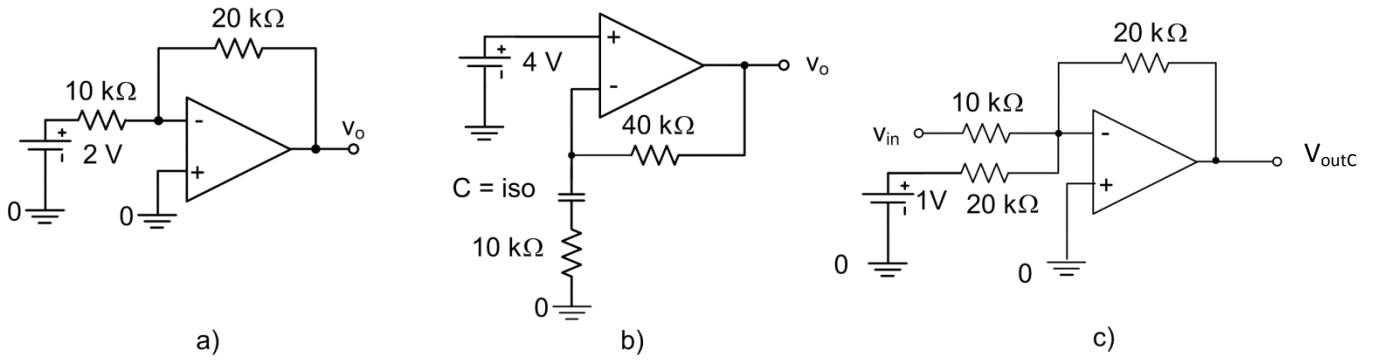 20 kΩ
10 kΩ
-
vo
+
2 V
+
0
0
a)
+
4 V
+
-
vo
40 kΩ
C = iso
10 kΩ
0
b)
20 kΩ
10 kΩ
vin
-
VoutC
+
1V
20 kΩ
+
0
0
c)